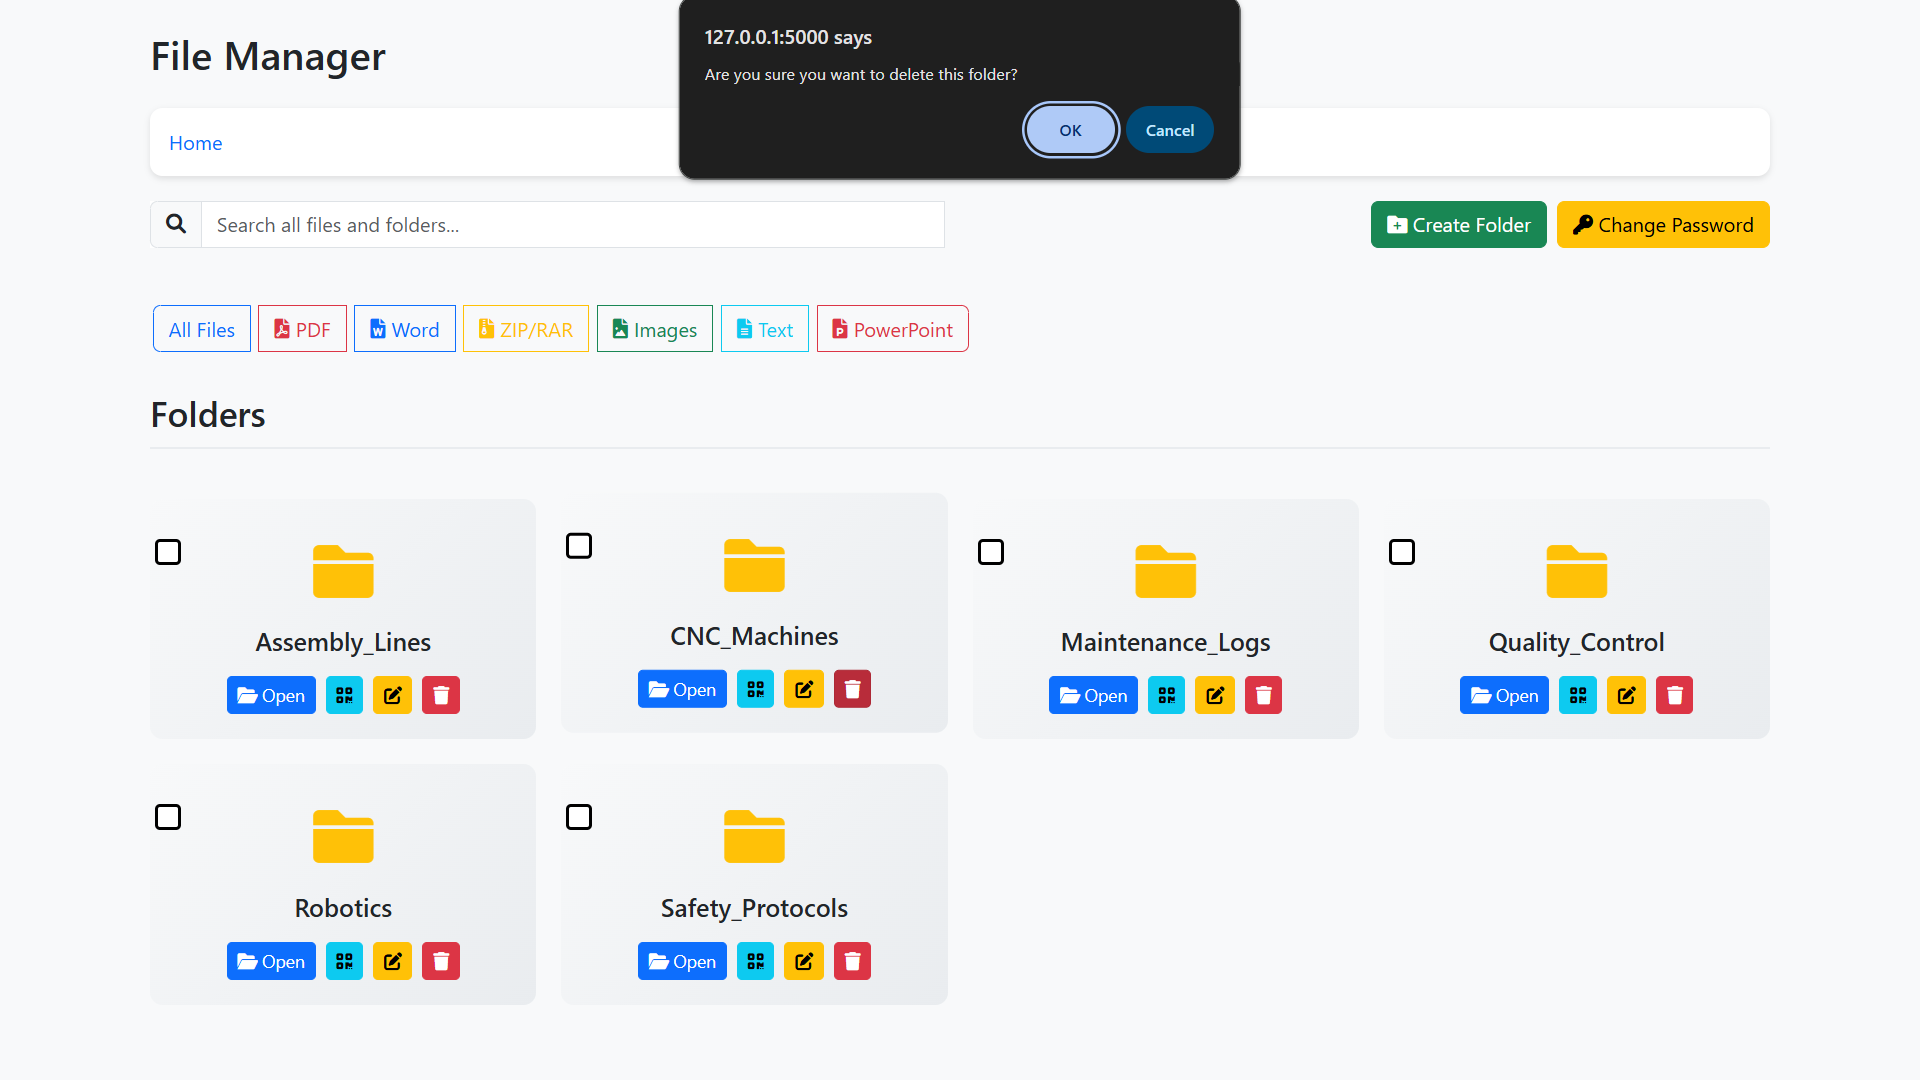 127.0.0.1:5000 says
Are you sure you want to delete this folder?
OK
Cancel
File Manager
Home
Search all files and folders...
Create Folder
Change Password
All Files
PDF
Word
ZIP/RAR
Images
Text
PowerPoint
Folders
Assembly_Lines
Open
CNC_Machines
Open
Maintenance_Logs
Open
Quality_Control
Open
Robotics
Open
Safety_Protocols
Open